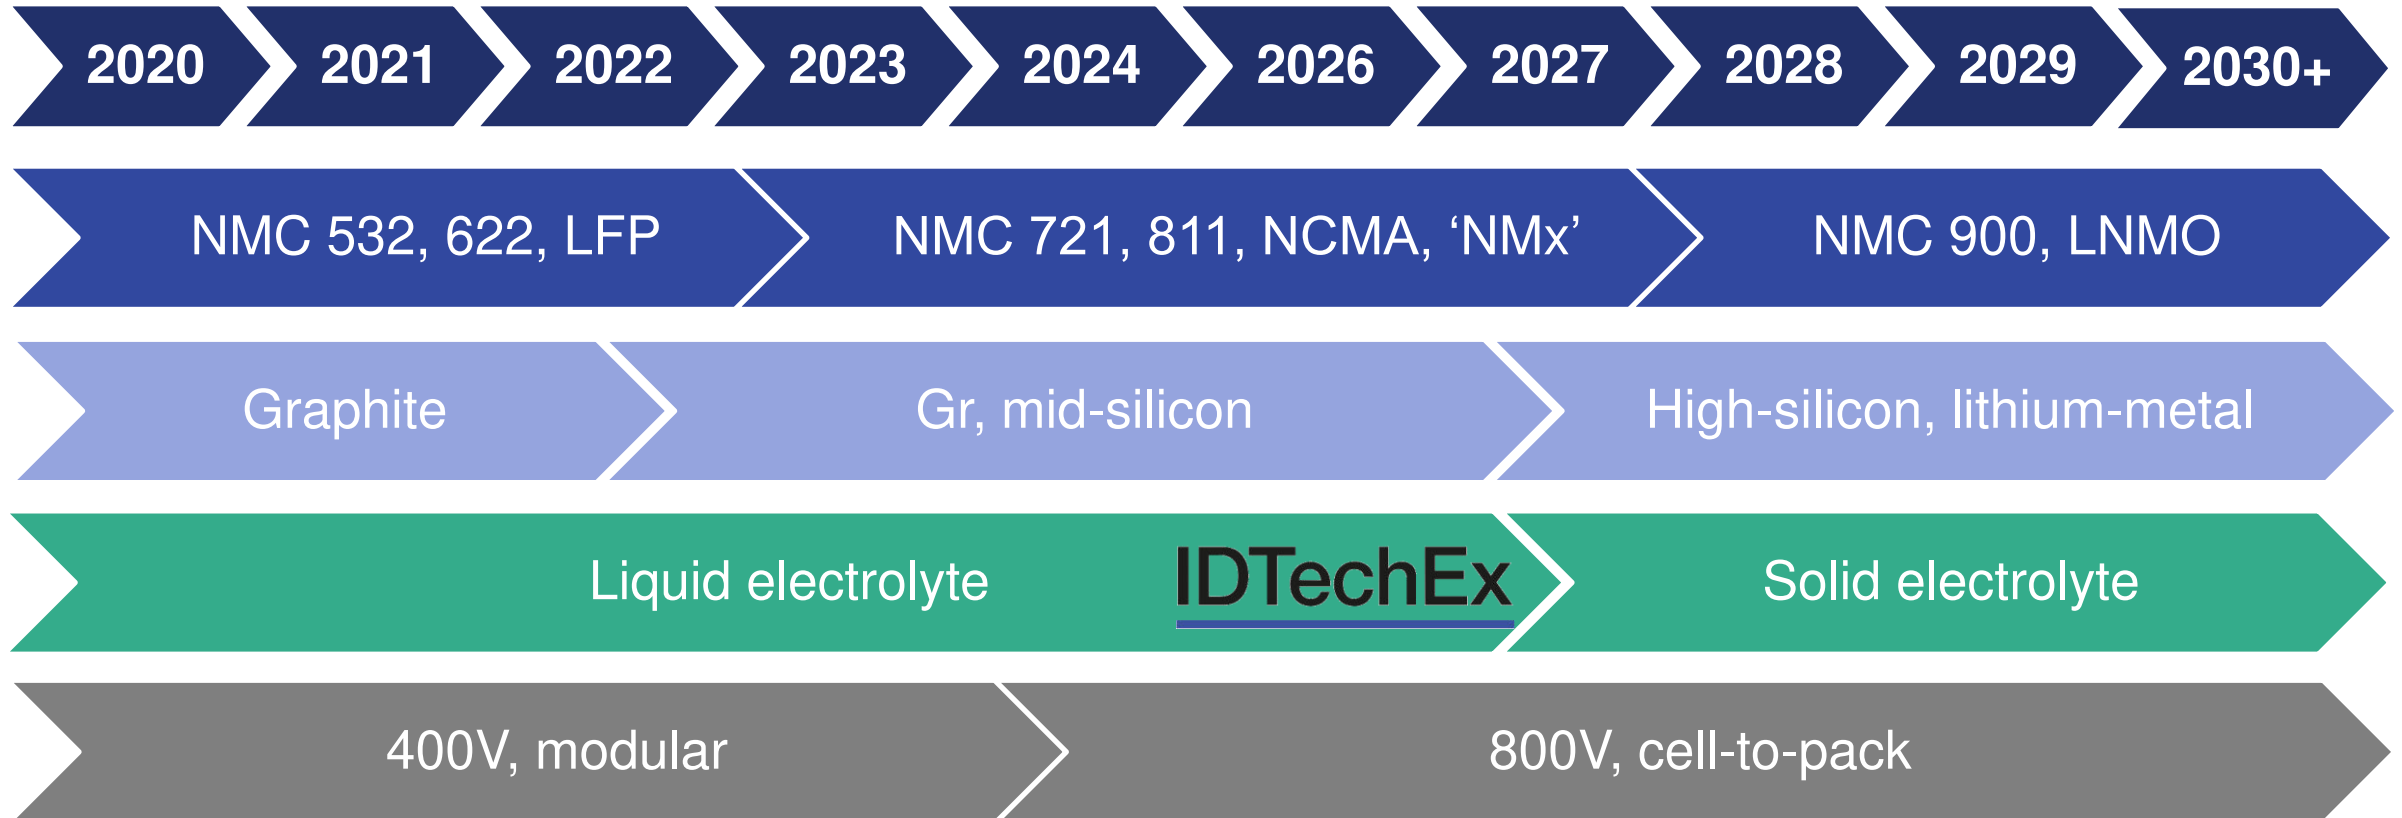 2020 2021 2022 2023 2024 2026 2027 2028 2029 2030+
NMC 532, 622, LFP NMC 721, 811, NCMA, ‘NMx’ NMC 900, LNMO
Graphite Gr, mid-silicon High-silicon, lithium-metal
Liquid electrolyte IDTechEx Solid electrolyte
400V, modular 800V, cell-to-pack